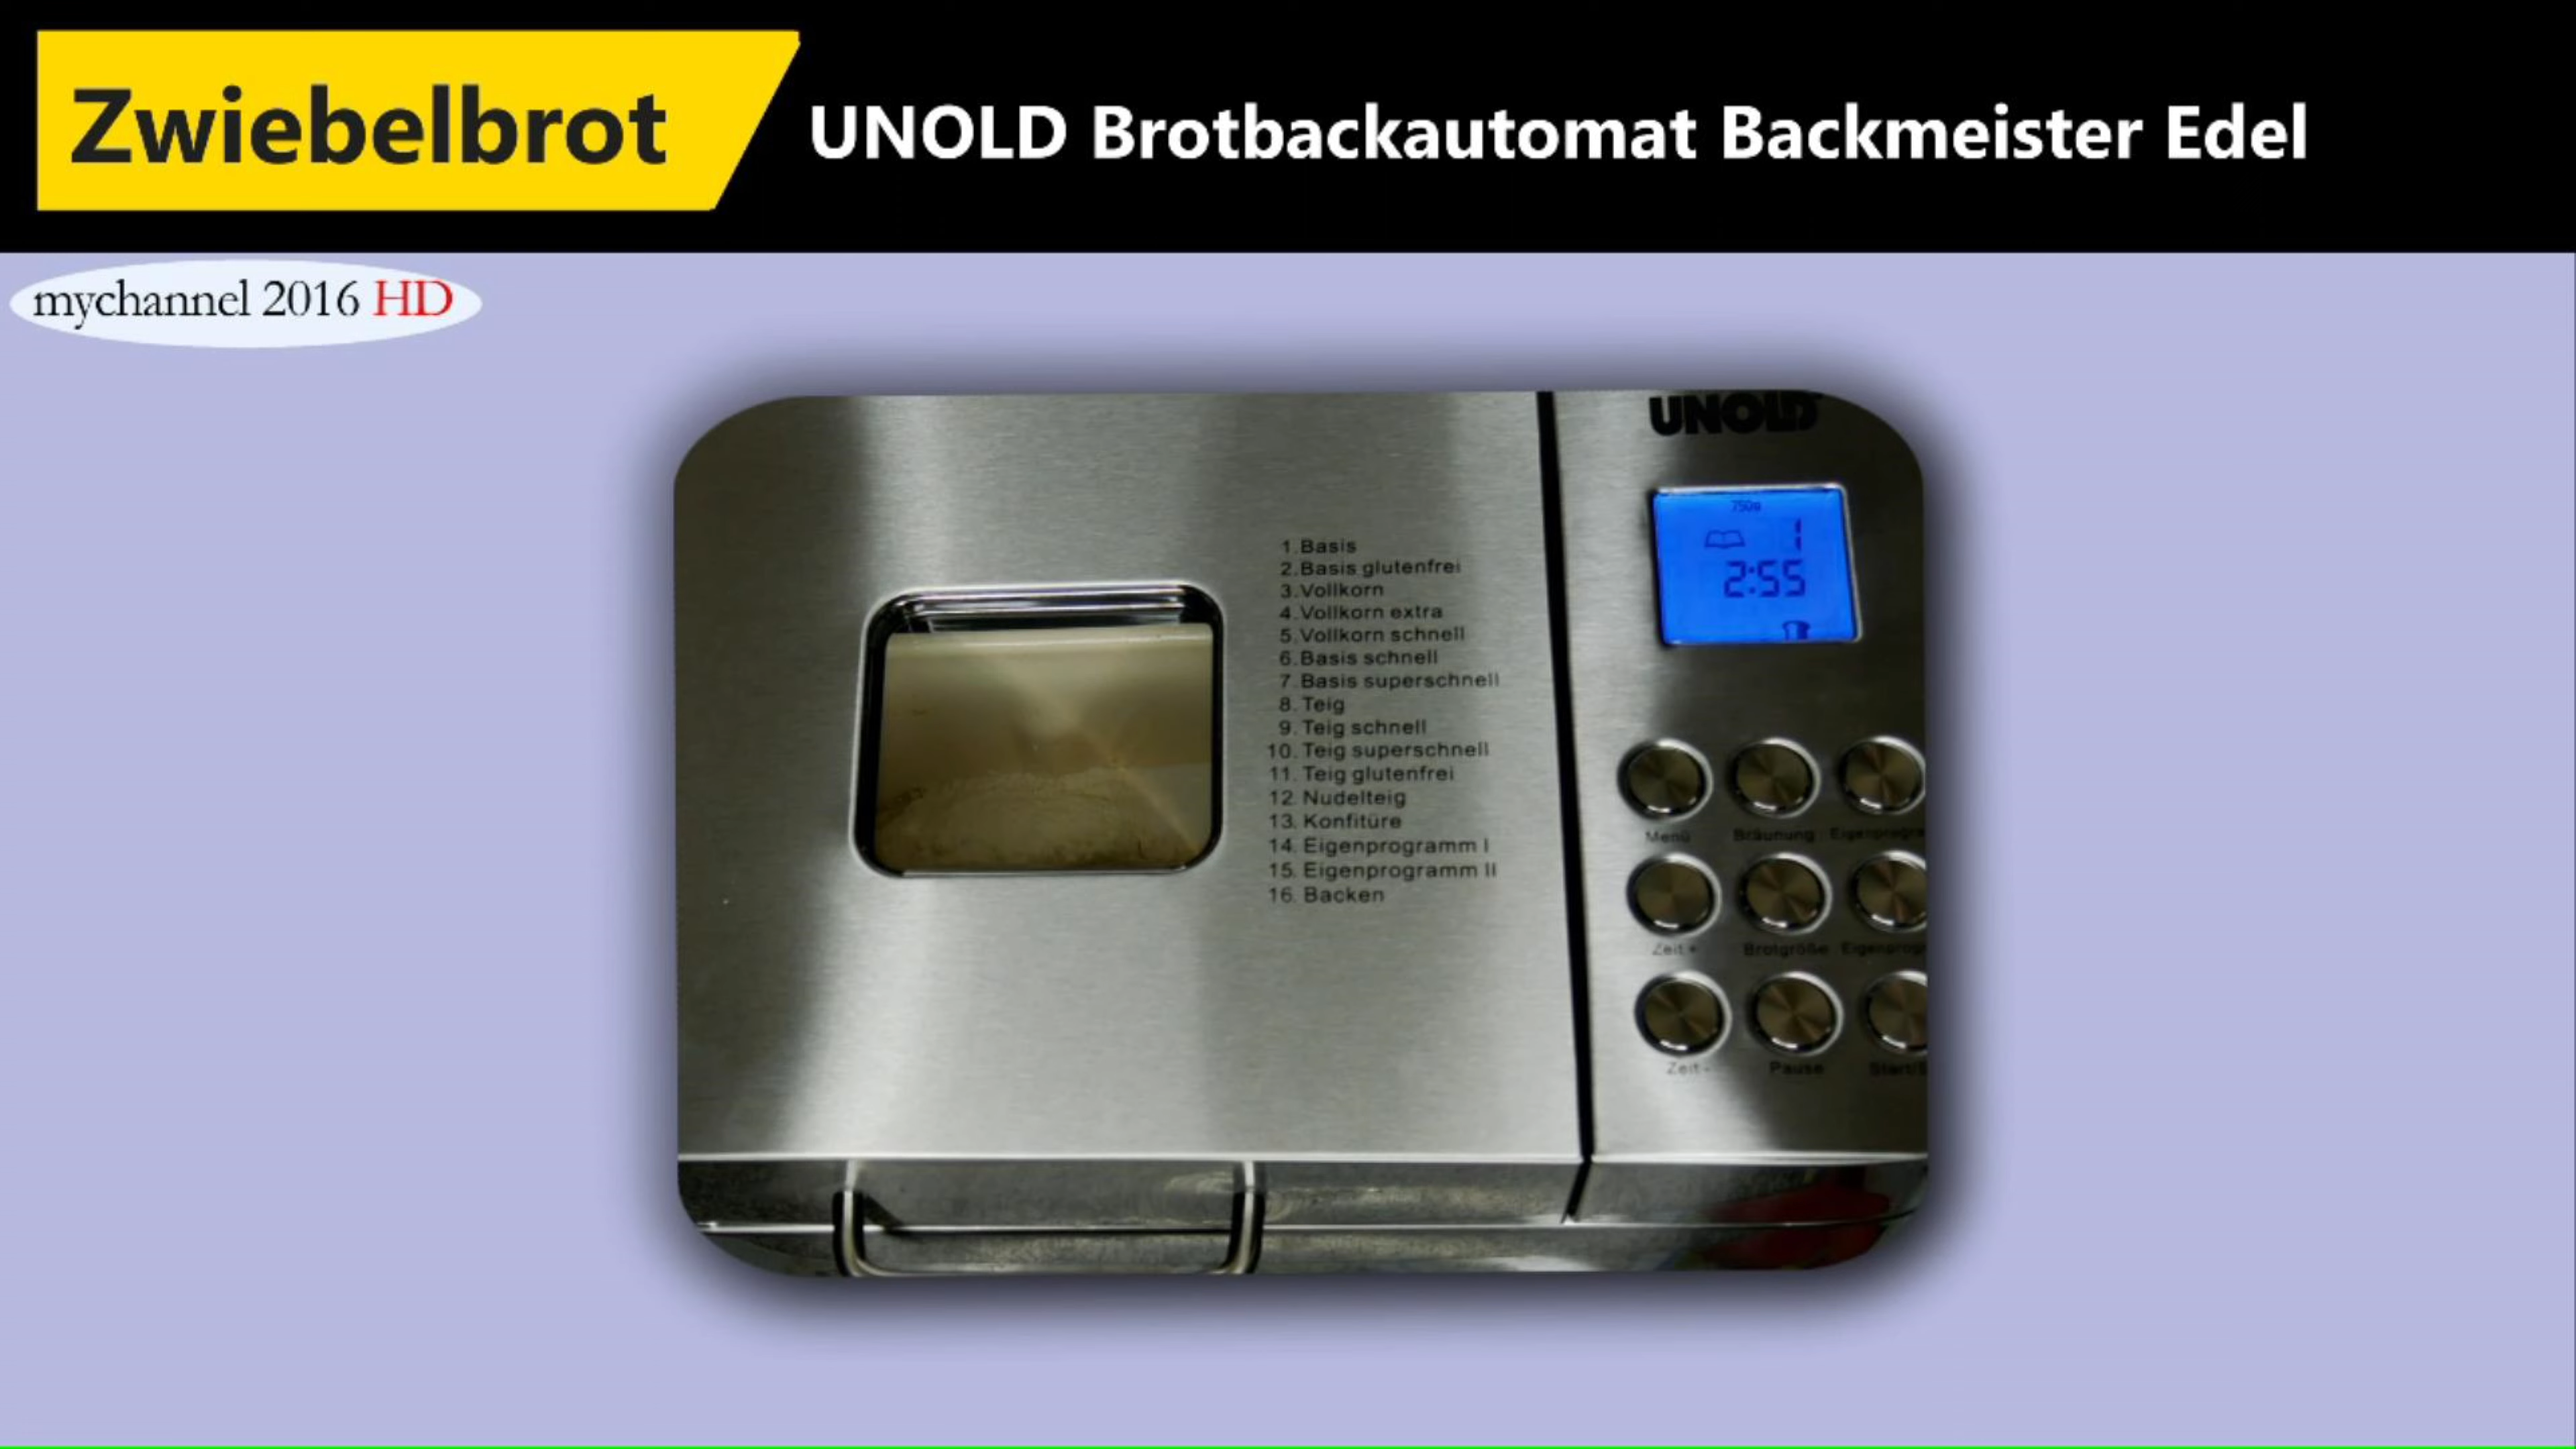 Zwiebelbrot
UNOLD Brotbackautomat Backmeister Edel
mychannel 2016 HD
UNOLD
750g
1
2:55
1. Basis
2. Basis glutenfrei
3. Vollkorn
4. Vollkorn extra
5. Vollkorn schnell
6. Basis schnell
7. Basis superschnell
8. Teig
9. Teig schnell
10. Teig superschnell
11. Teig glutenfrei
12. Nudelteig
13. Konfitüre
14. Eigenprogramm I
15. Eigenprogramm II
16. Backen
Menü Bräunung
Zeit + Brotgröße
Zeit - Pause